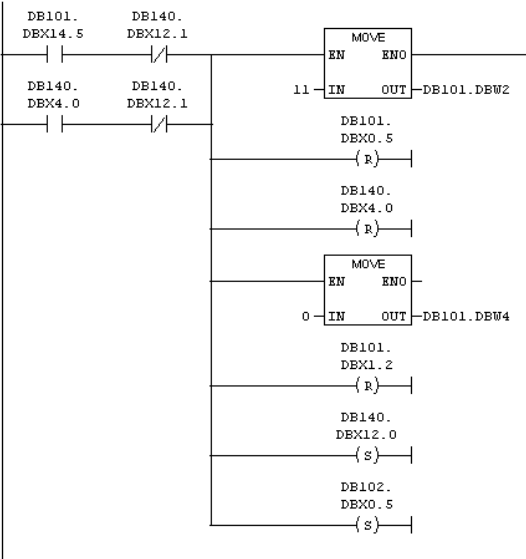 DB101. DB140.
DBX14.5 DBX12.1
MOVE
EN ENO
DB140. DB140.
DBX4.0 DBX12.1
11 IN OUT DB101.DBW2
DB101.
DBX0.5
R
DB140.
DBX4.0
R
MOVE
EN ENO
0 IN OUT DB101.DBW4
DB101.
DBX1.2
R
DB140.
DBX12.0
S
DB102.
DBX0.5
S